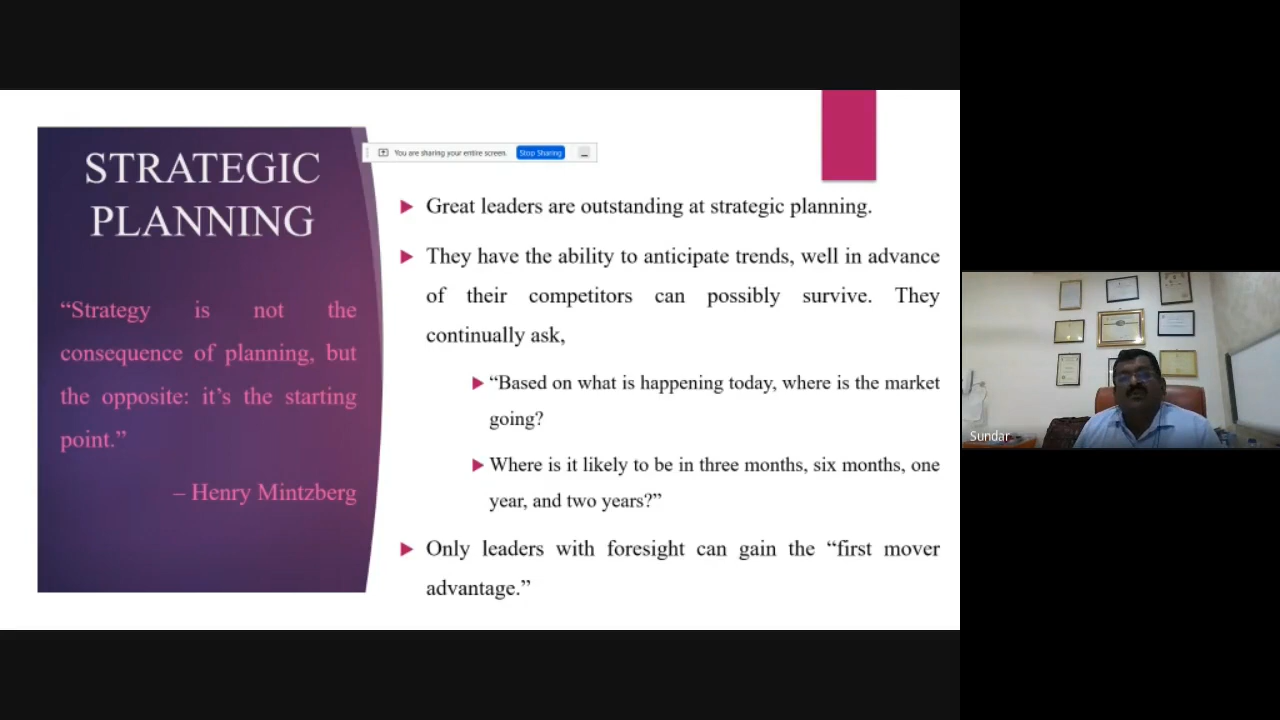 STRATEGIC
PLANNING
“Strategy is not the
consequence of planning, but
the opposite: it’s the starting
point.”
– Henry Mintzberg
You are sharing your entire screen. Stop Sharing
Great leaders are outstanding at strategic planning.
They have the ability to anticipate trends, well in advance
of their competitors can possibly survive. They
continually ask,
“Based on what is happening today, where is the market
going?
Where is it likely to be in three months, six months, one
year, and two years?”
Only leaders with foresight can gain the “first mover
advantage.”
Sundar